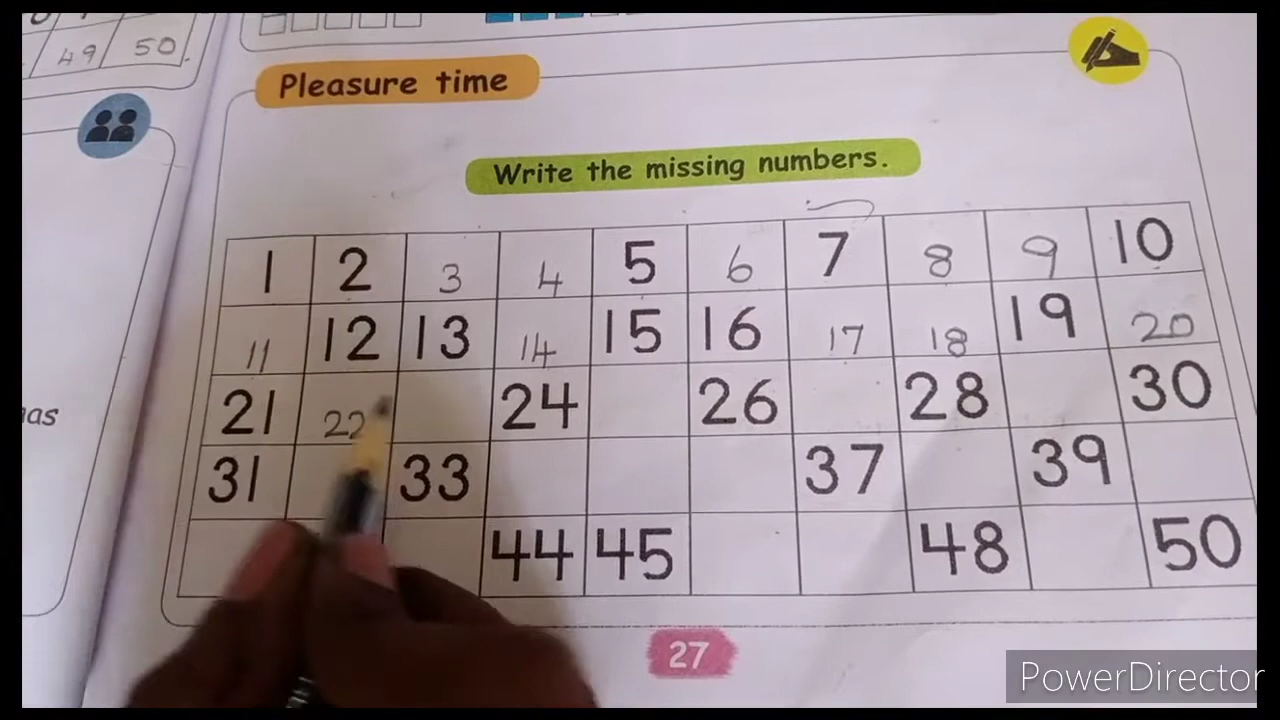 49 50
Pleasure time
Write the missing numbers.
1 2 3 4 5 6 7 8 9 10
11 12 13 14 15 16 17 18 19 20
21 22 24 26 28 30
as
31 33 37 39
44 45 48 50
27
PowerDirector